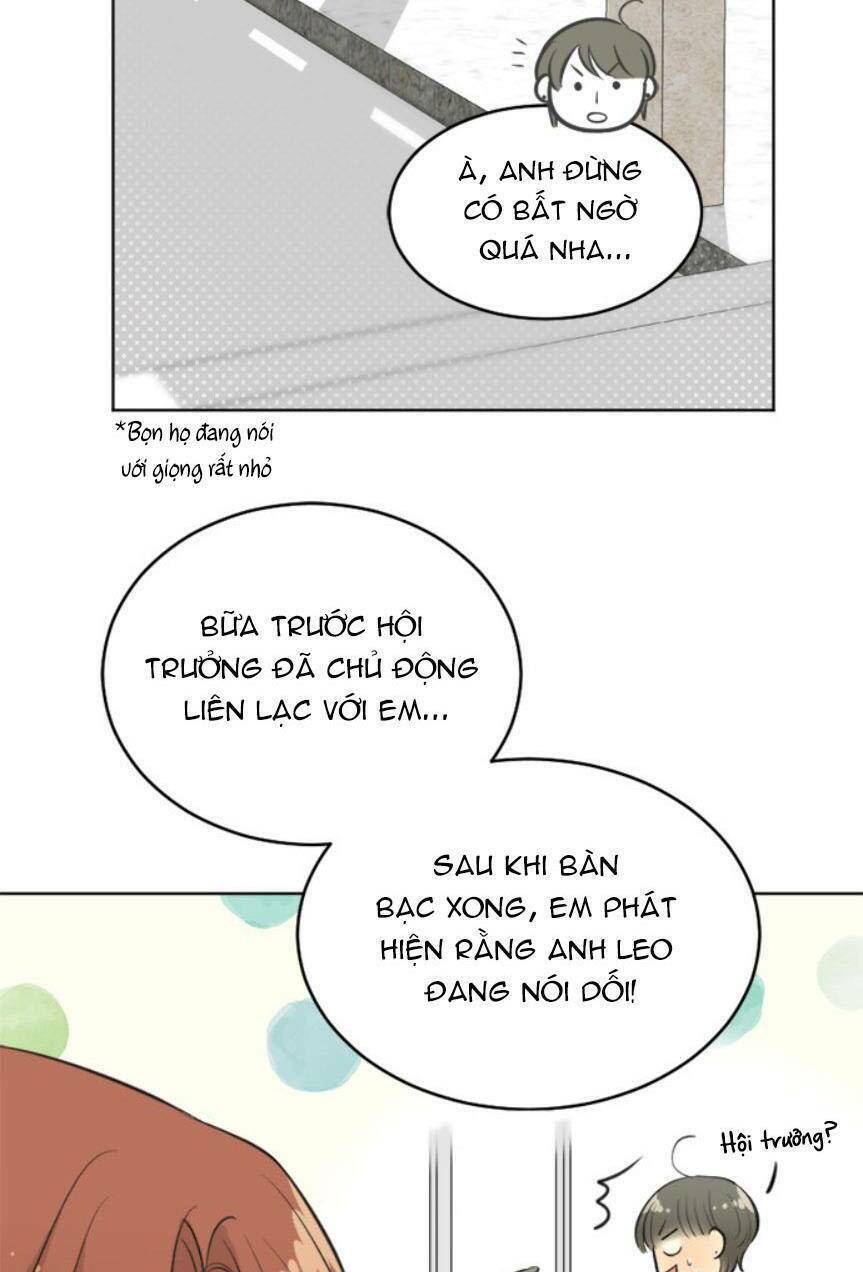 À, ANH ĐỪNG
CÓ BẤT NGỜ
QUÁ NHA...
*Bọn họ đang nói
với giọng rất nhỏ
BỮA TRƯỚC HỘI
TRƯỞNG ĐÃ CHỦ ĐỘNG
LIÊN LẠC VỚI EM...
SAU KHI BÀN
BẠC XONG, EM PHÁT
HIỆN RẰNG ANH LEO
ĐANG NÓI DỐI!
Hội trưởng?